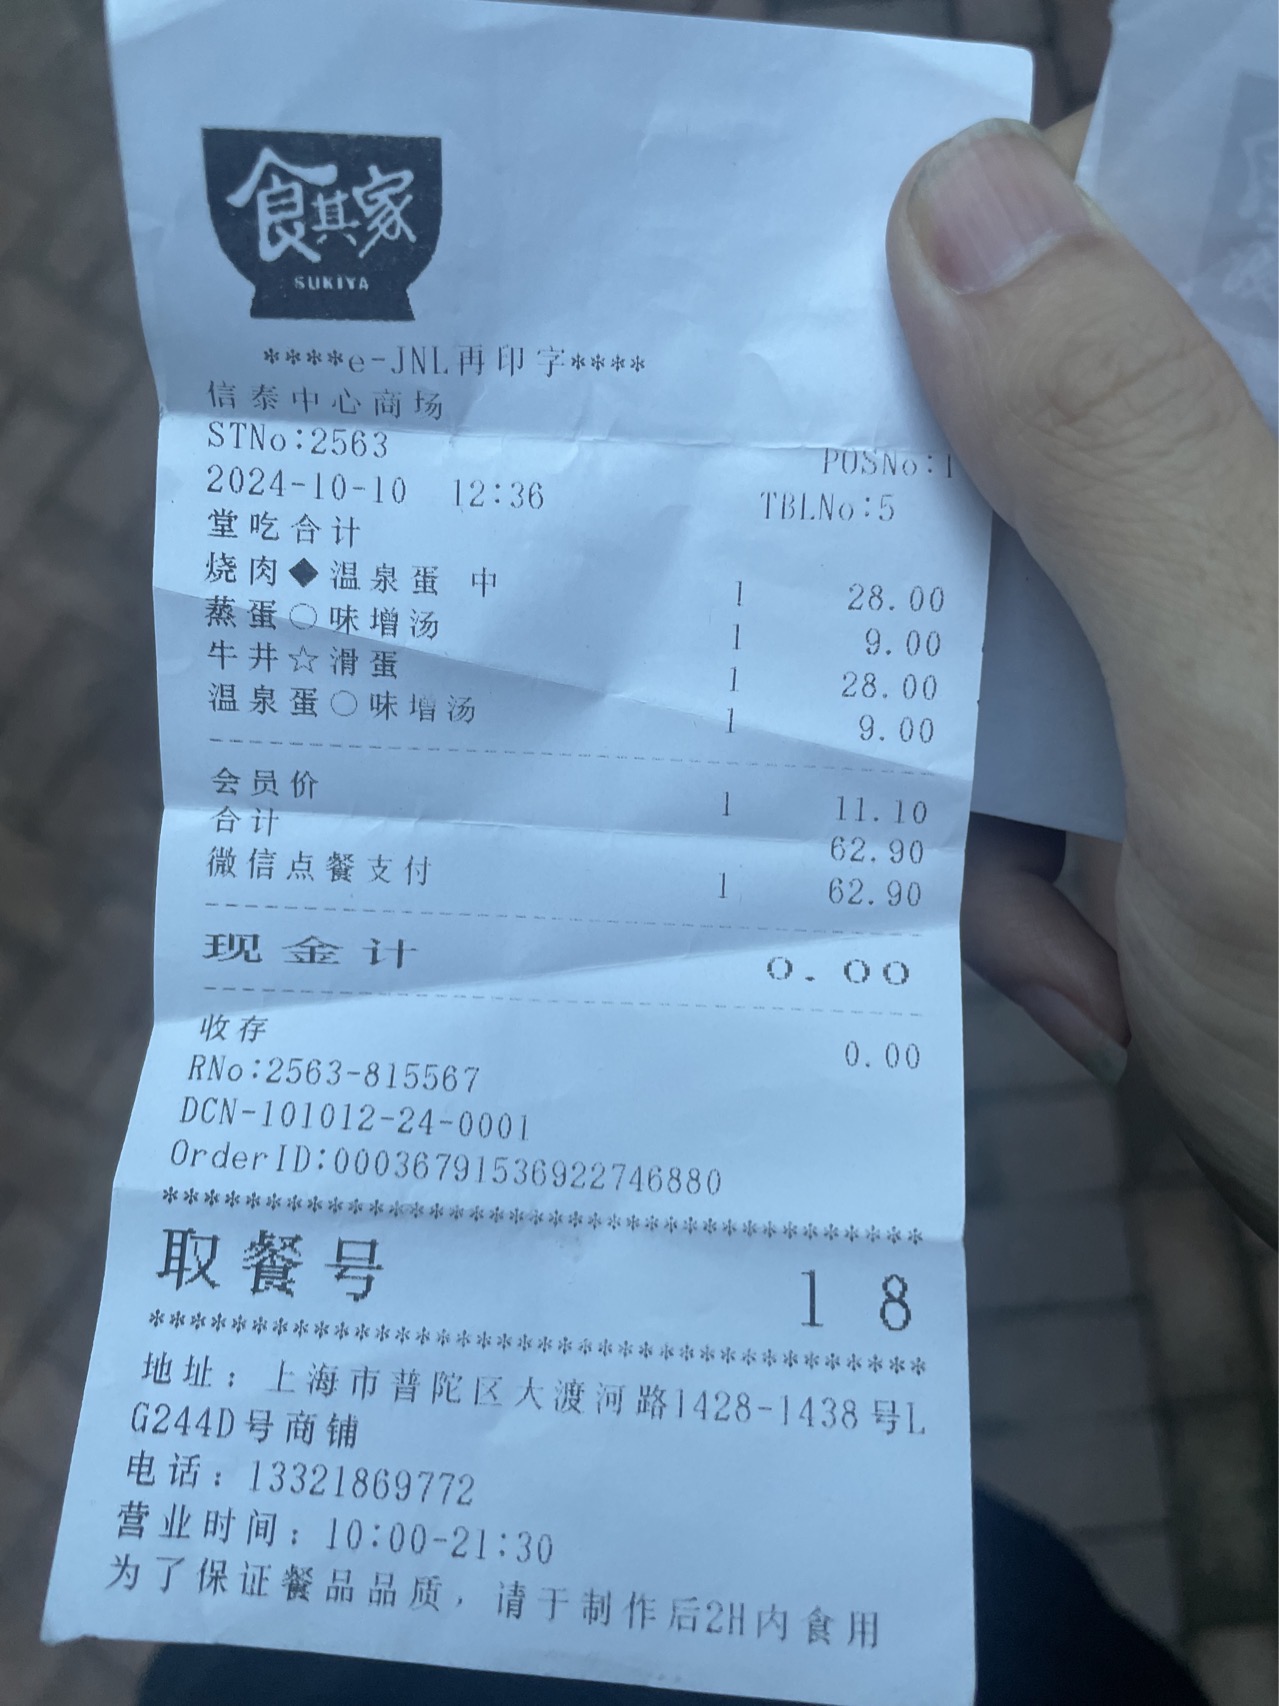 食其家
SUKIYA
****e-JNL再印字****
信泰中心商场
STNo:2563 POSNo:1
2024-10-10 12:36 TBLNo:5
堂吃合计
烧肉◆温泉蛋 中 1 28.00
蒸蛋○味增汤 1 9.00
牛井☆滑蛋 1 28.00
温泉蛋○味增汤 1 9.00
会员价 1 11.10
合计 62.90
微信点餐支付 1 62.90
现金计 0.00
收存 0.00
RNo:2563-815567
DCN-101012-24-0001
OrderID:00036791536922746880
*************************************
取餐号 18
**************************************
地址：上海市普陀区大渡河路1428-1438号L
G244D号商铺
电话：13321869772
营业时间：10:00-21:30
为了保证餐品品质，请于制作后2H内食用